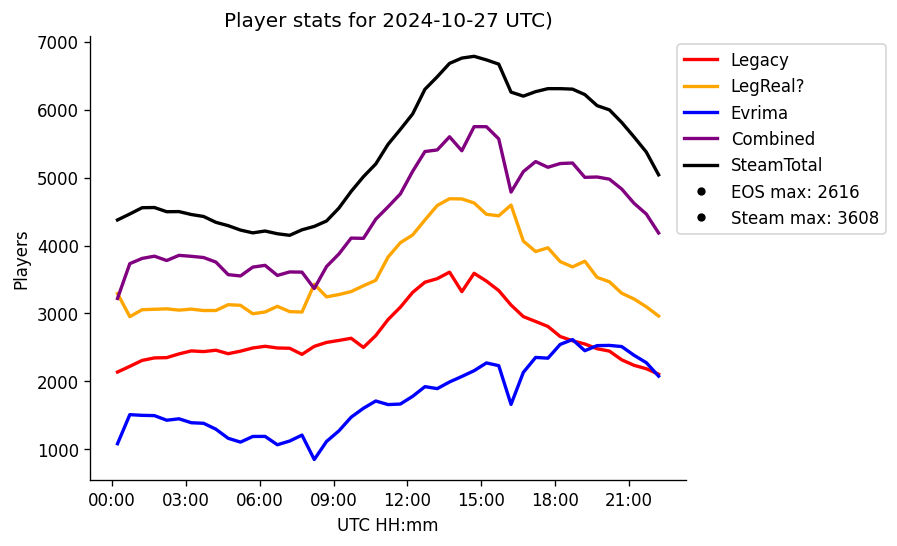 Player stats for 2024-10-27 UTC)
7000
6000
5000
4000
3000
2000
1000
Players
00:00 03:00 06:00 09:00 12:00 15:00 18:00 21:00
UTC HH:mm
Legacy
LegReal?
Evrima
Combined
SteamTotal
EOS max: 2616
Steam max: 3608